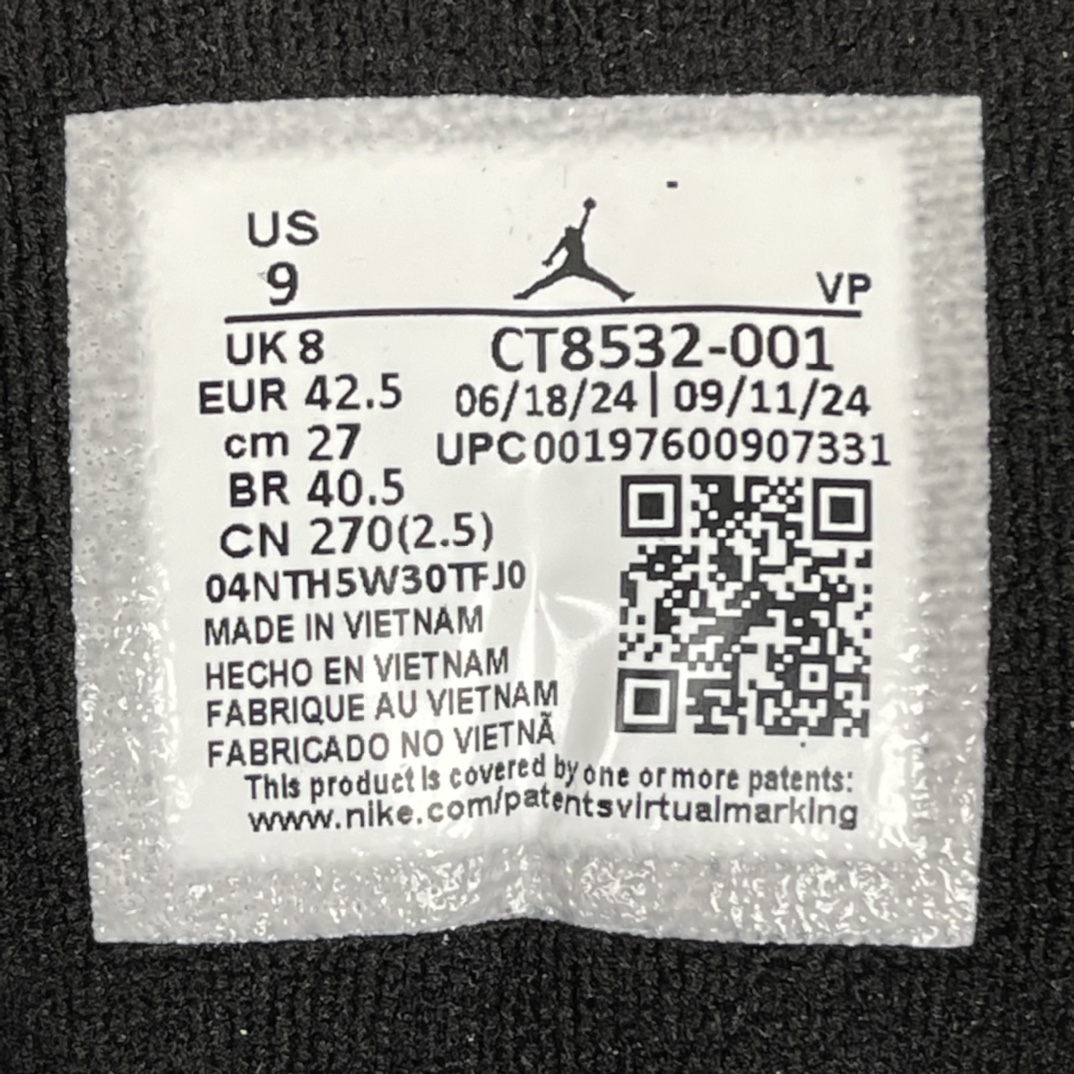 US
9
VP
UK 8
CT8532-001
EUR 42.5
06/18/24 | 09/11/24
cm 27
UPC00197600907331
BR 40.5
CN 270(2.5)
04NTH5W30TFJ0
MADE IN VIETNAM
HECHO EN VIETNAM
FABRIQUE AU VIETNAM
FABRICADO NO VIETNÃ
This product is covered by one or more patents:
www.nike.com/patentsvirtualmarking